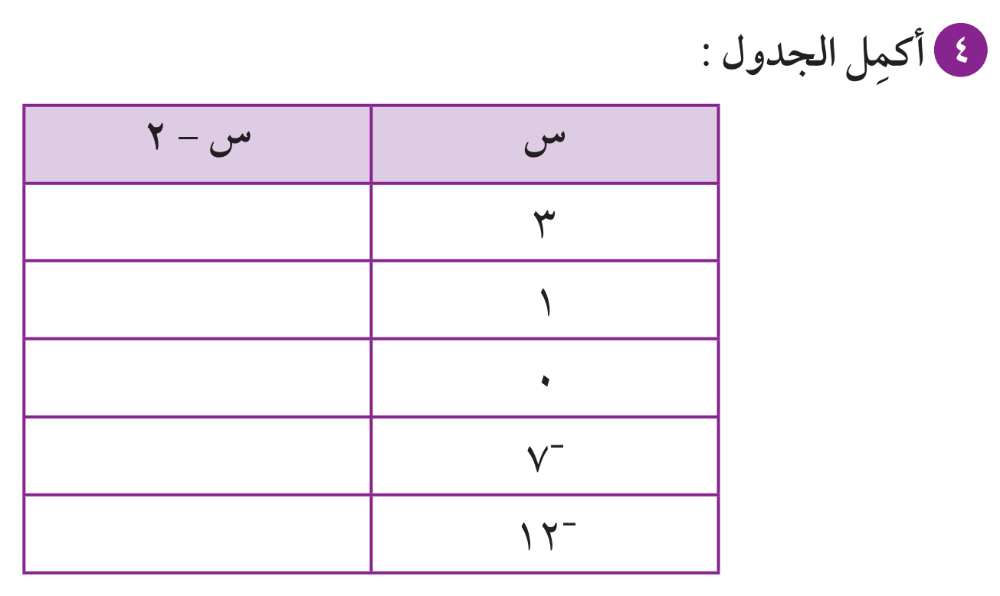 ٤ أكمِل الجدول :
س س – ٢
٣
١
٠
⁻٧
⁻١٢